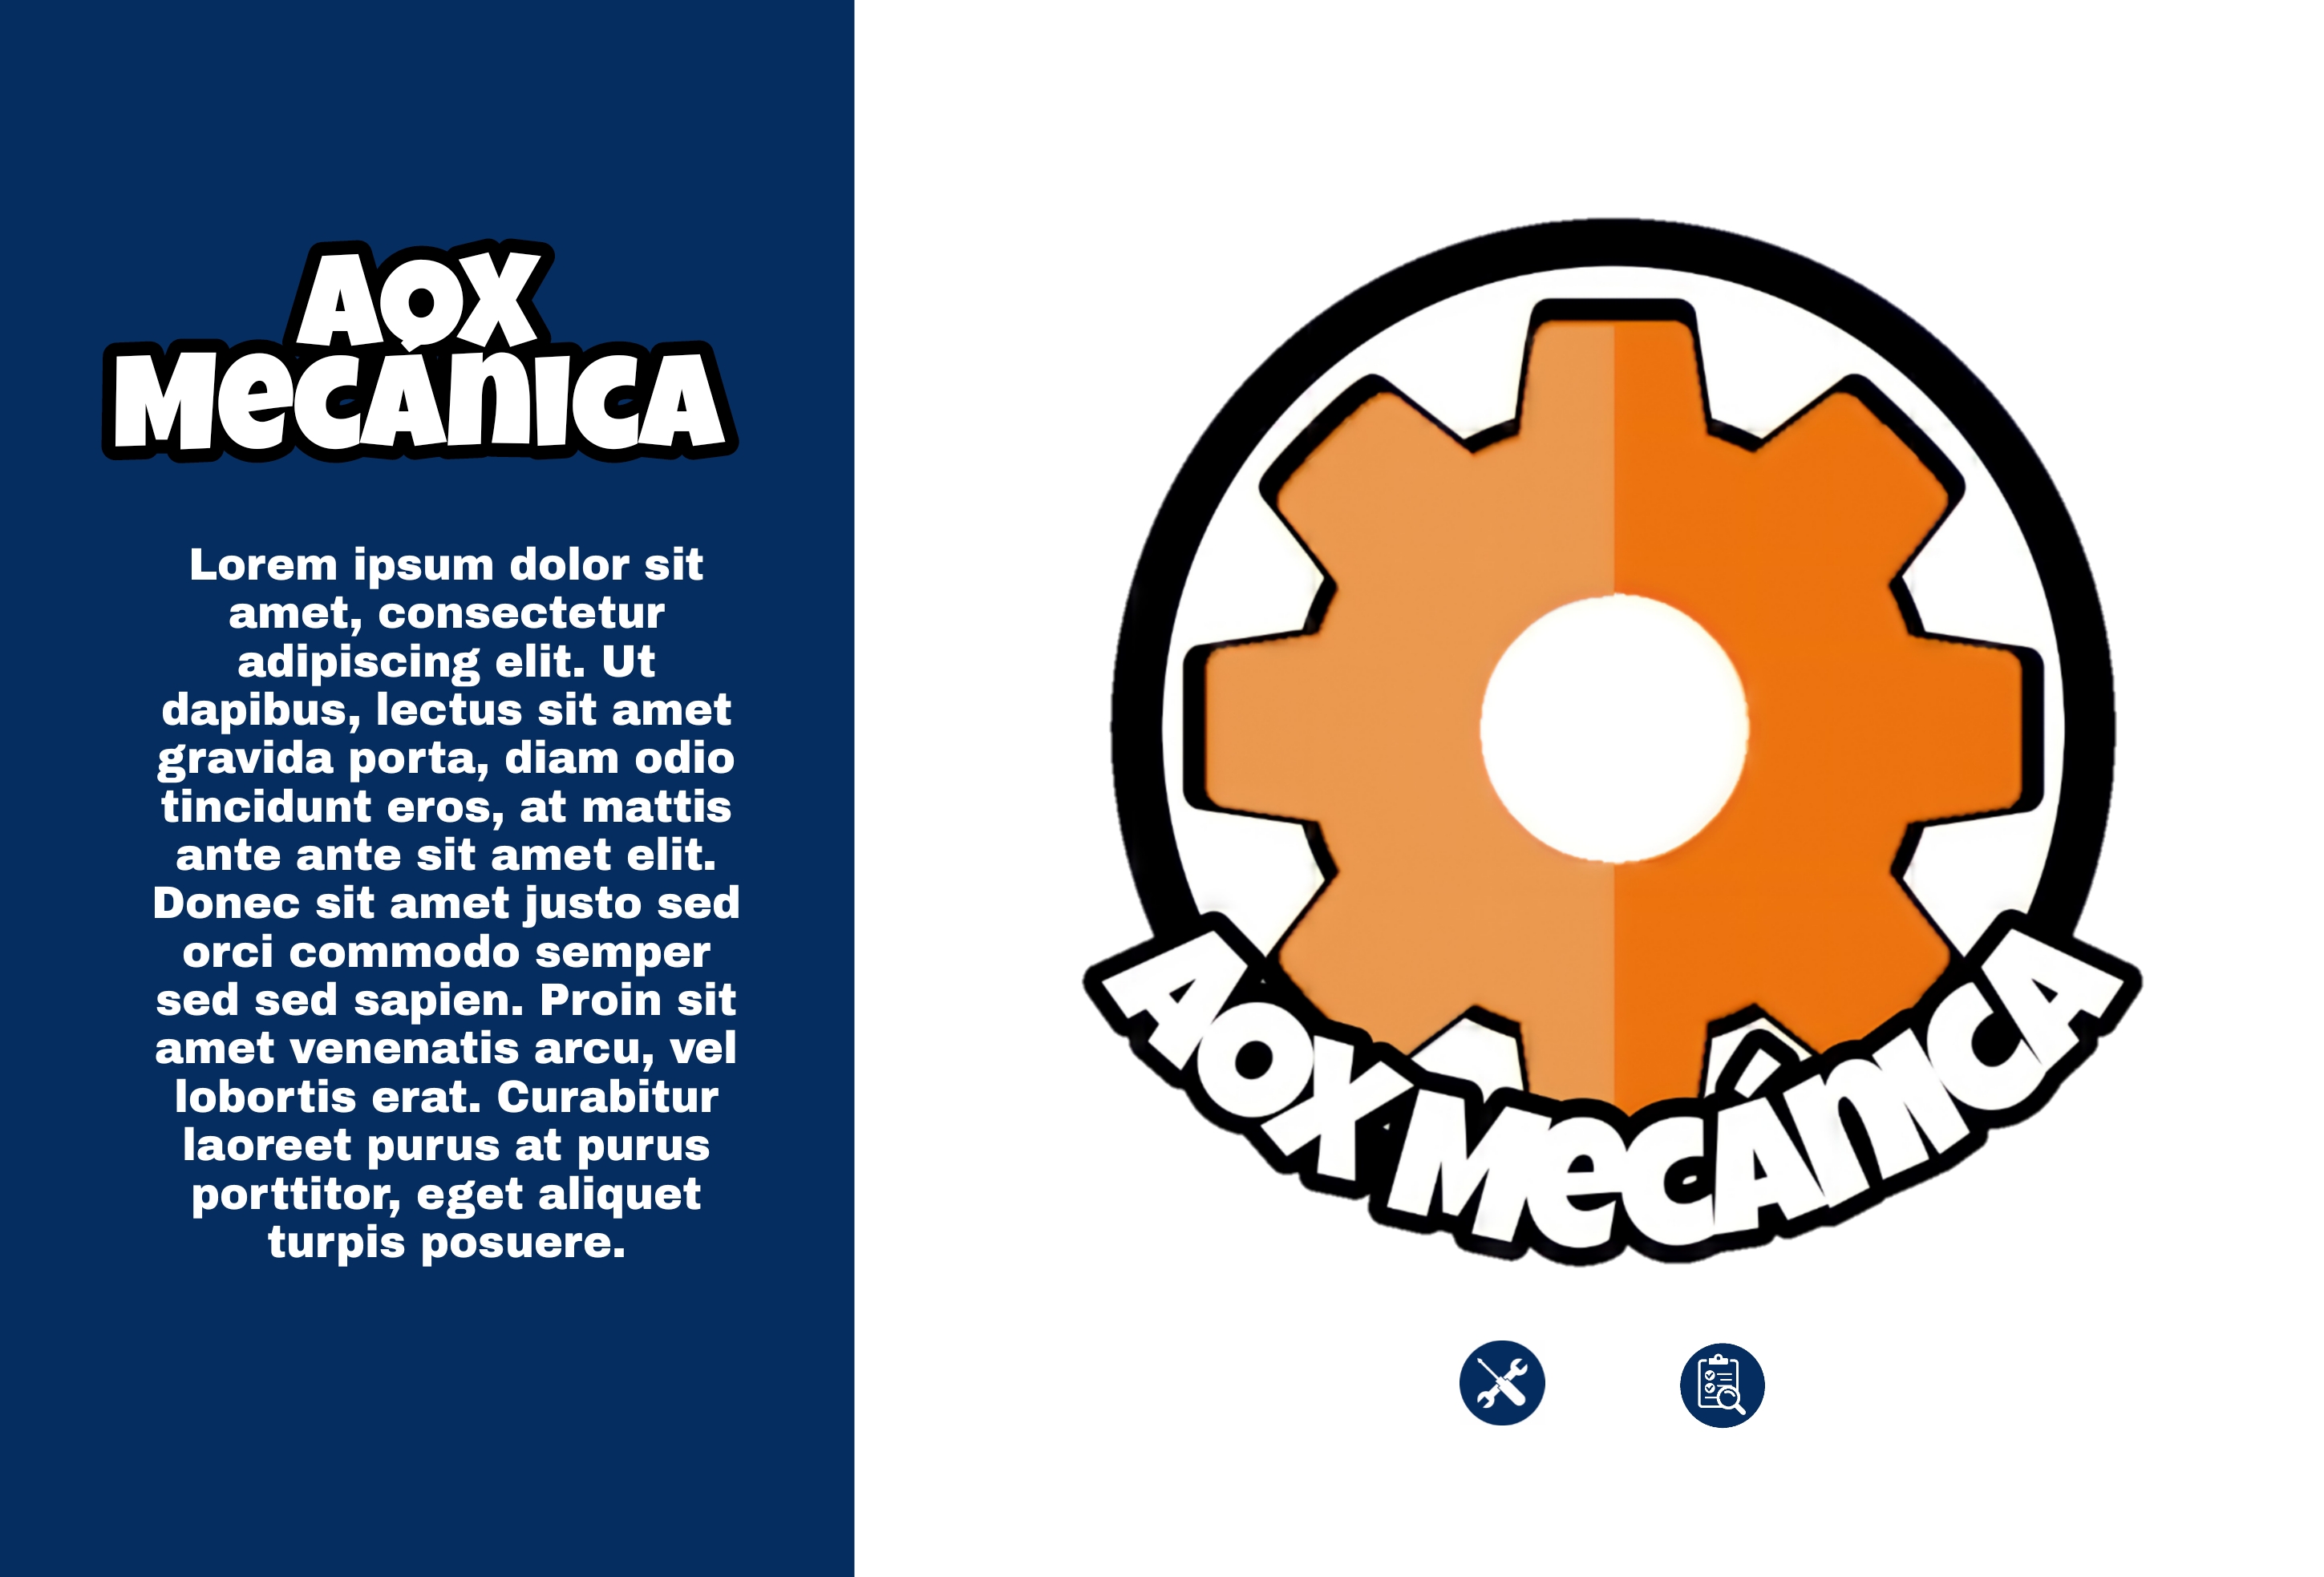 AOX
MeCAnICA
Lorem ipsum dolor sit
amet, consectetur
adipiscing elit. Ut
dapibus, lectus sit amet
gravida porta, diam odio
tincidunt eros, at mattis
ante ante sit amet elit.
Donec sit amet justo sed
orci commodo semper
sed sed sapien. Proin sit
amet venenatis arcu, vel
lobortis erat. Curabitur
laoreet purus at purus
porttitor, eget aliquet
turpis posuere.
AOX MeCÁnICA